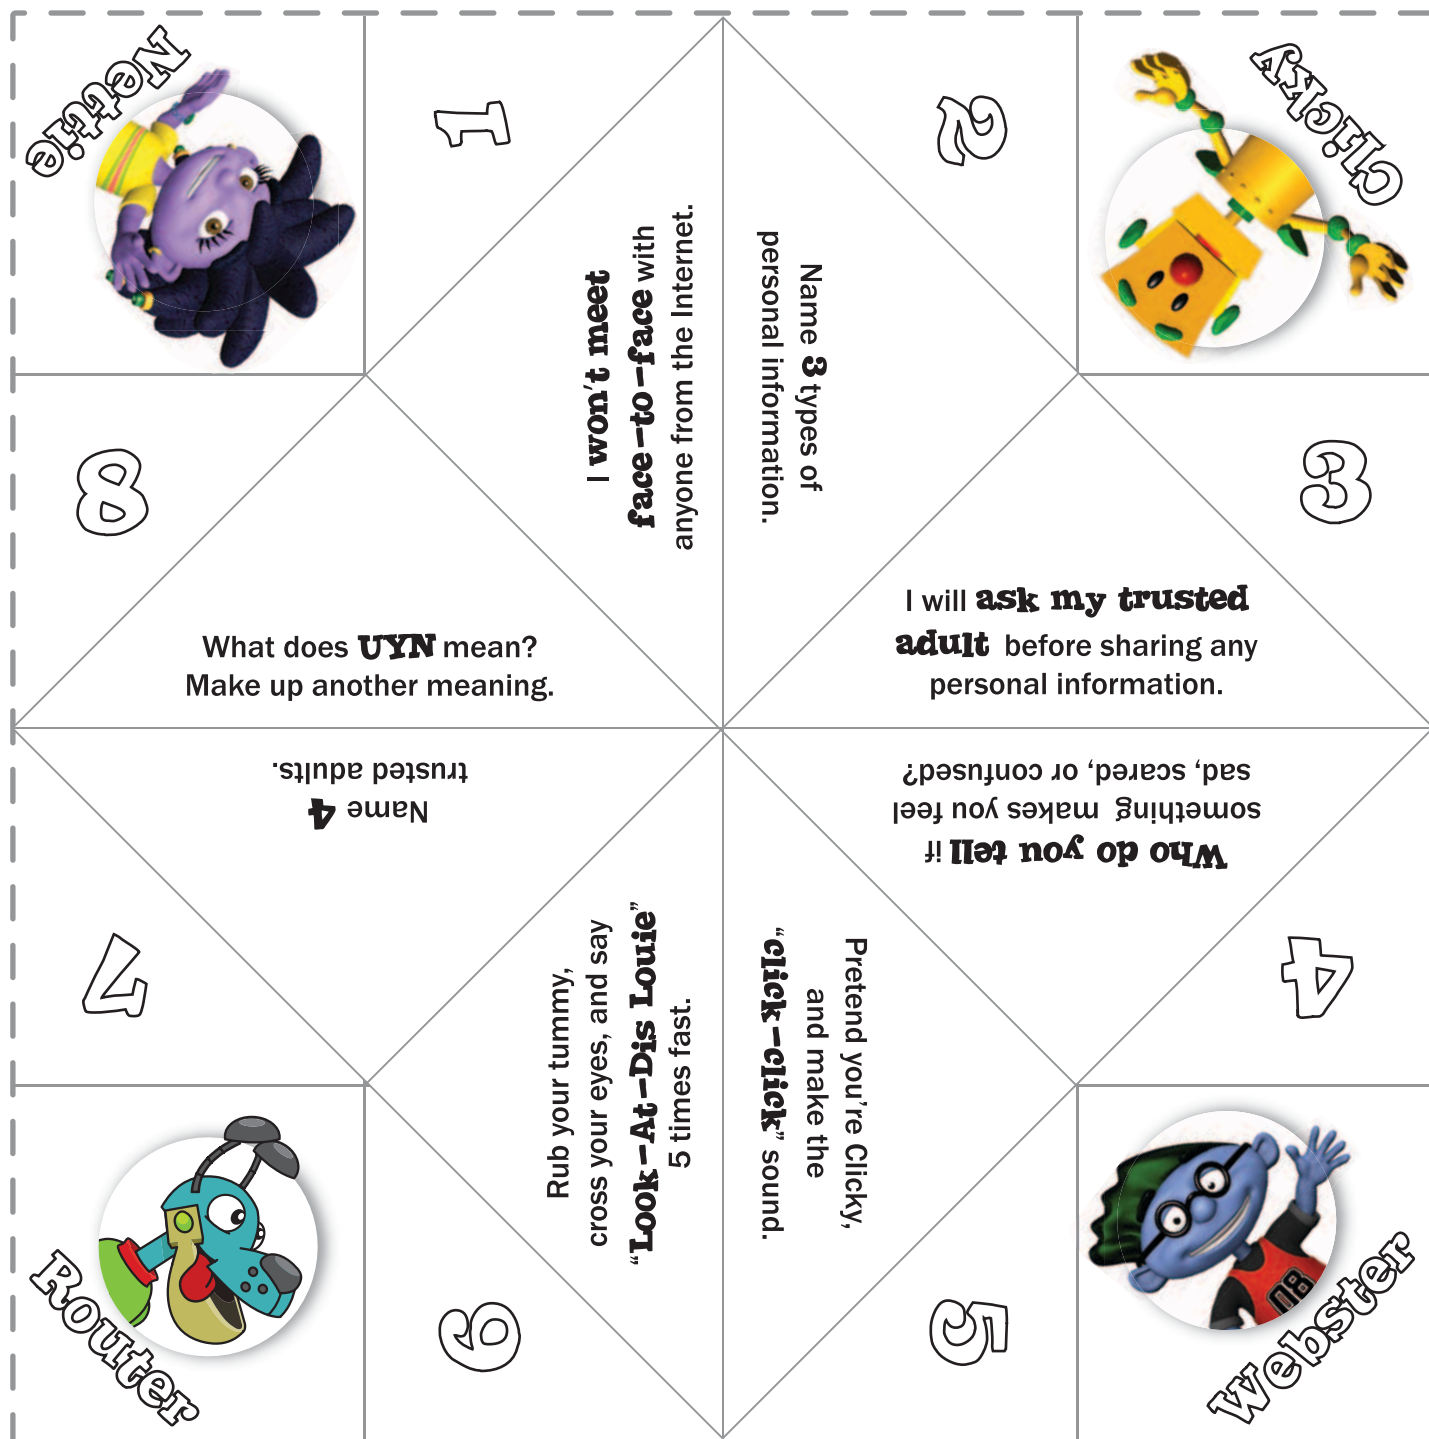 Nettie
1
2
Clicky
I won't meet
face-to-face with
anyone from the Internet.
Name 3 types of
personal information.
8
3
What does UYN mean?
Make up another meaning.
I will ask my trusted
adult before sharing any
personal information.
Name 4
trusted adults.
Who do you tell if
something makes you feel
sad, scared, or confused?
7
4
Rub your tummy,
cross your eyes, and say
“Look-At-Dis Louie”
5 times fast.
Pretend you’re Clicky,
and make the
“click-click” sound.
6
5
Router
08
Webster